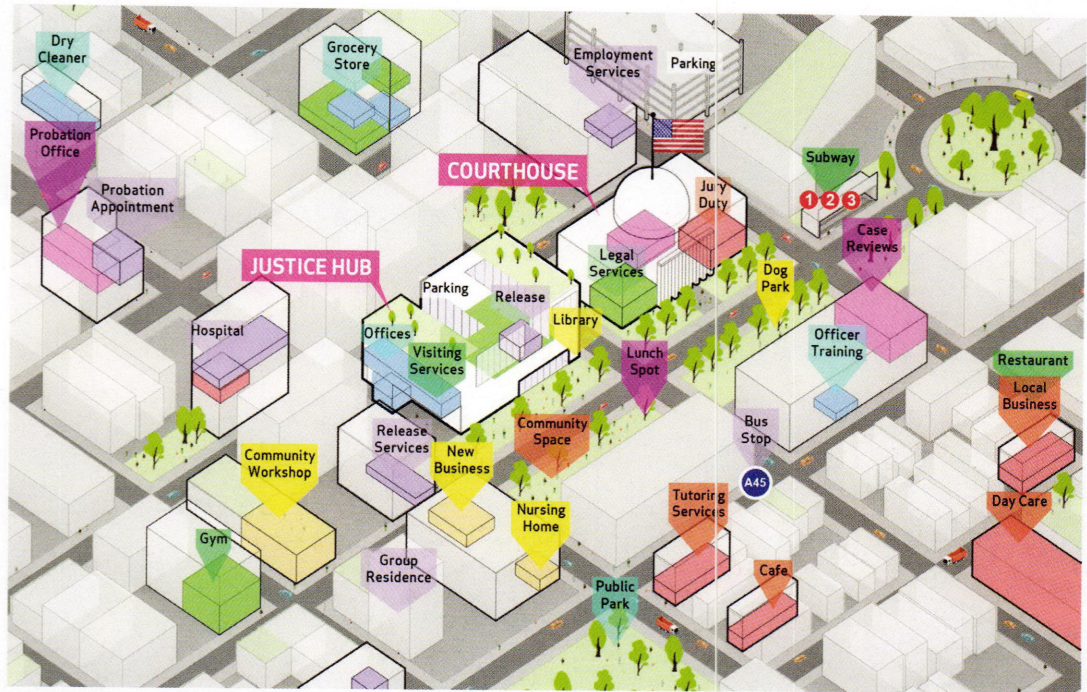 Dry
Cleaner
Grocery
Store
Employment
Services
Parking
Probation
Office
Probation
Appointment
COURTHOUSE
Jury
Duty
Subway
1 2 3
Case
Reviews
JUSTICE HUB
Legal
Services
Dog
Park
Parking
Release
Library
Hospital
Offices
Visiting
Services
Lunch
Spot
Officer
Training
Restaurant
Local
Business
Release
Services
New
Business
Community
Space
Bus
Stop
A45
Community
Workshop
Nursing
Home
Tutoring
Services
Day Care
Gym
Group
Residence
Cafe
Public
Park